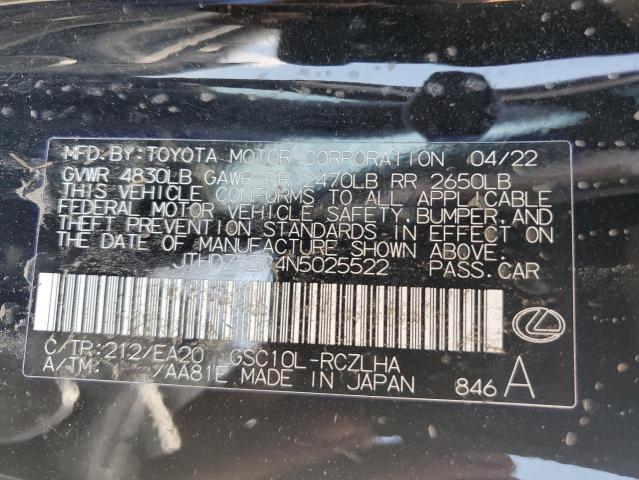 MFD.BY:TOYOTA MOTOR CORPORATION 04/22
GVWR 4830LB GAWR FR 2470LB RR 2650LB
THIS VEHICLE CONFORMS TO ALL APPLICABLE
FEDERAL MOTOR VEHICLE SAFETY,BUMPER,AND
THEFT PREVENTION STANDARDS IN EFFECT ON
THE DATE OF MANUFACTURE SHOWN ABOVE.
PASS.CAR
C/TR:212/EA20 GSC10L-RCZLHA
A/TM: /AA81E MADE IN JAPAN 846 A